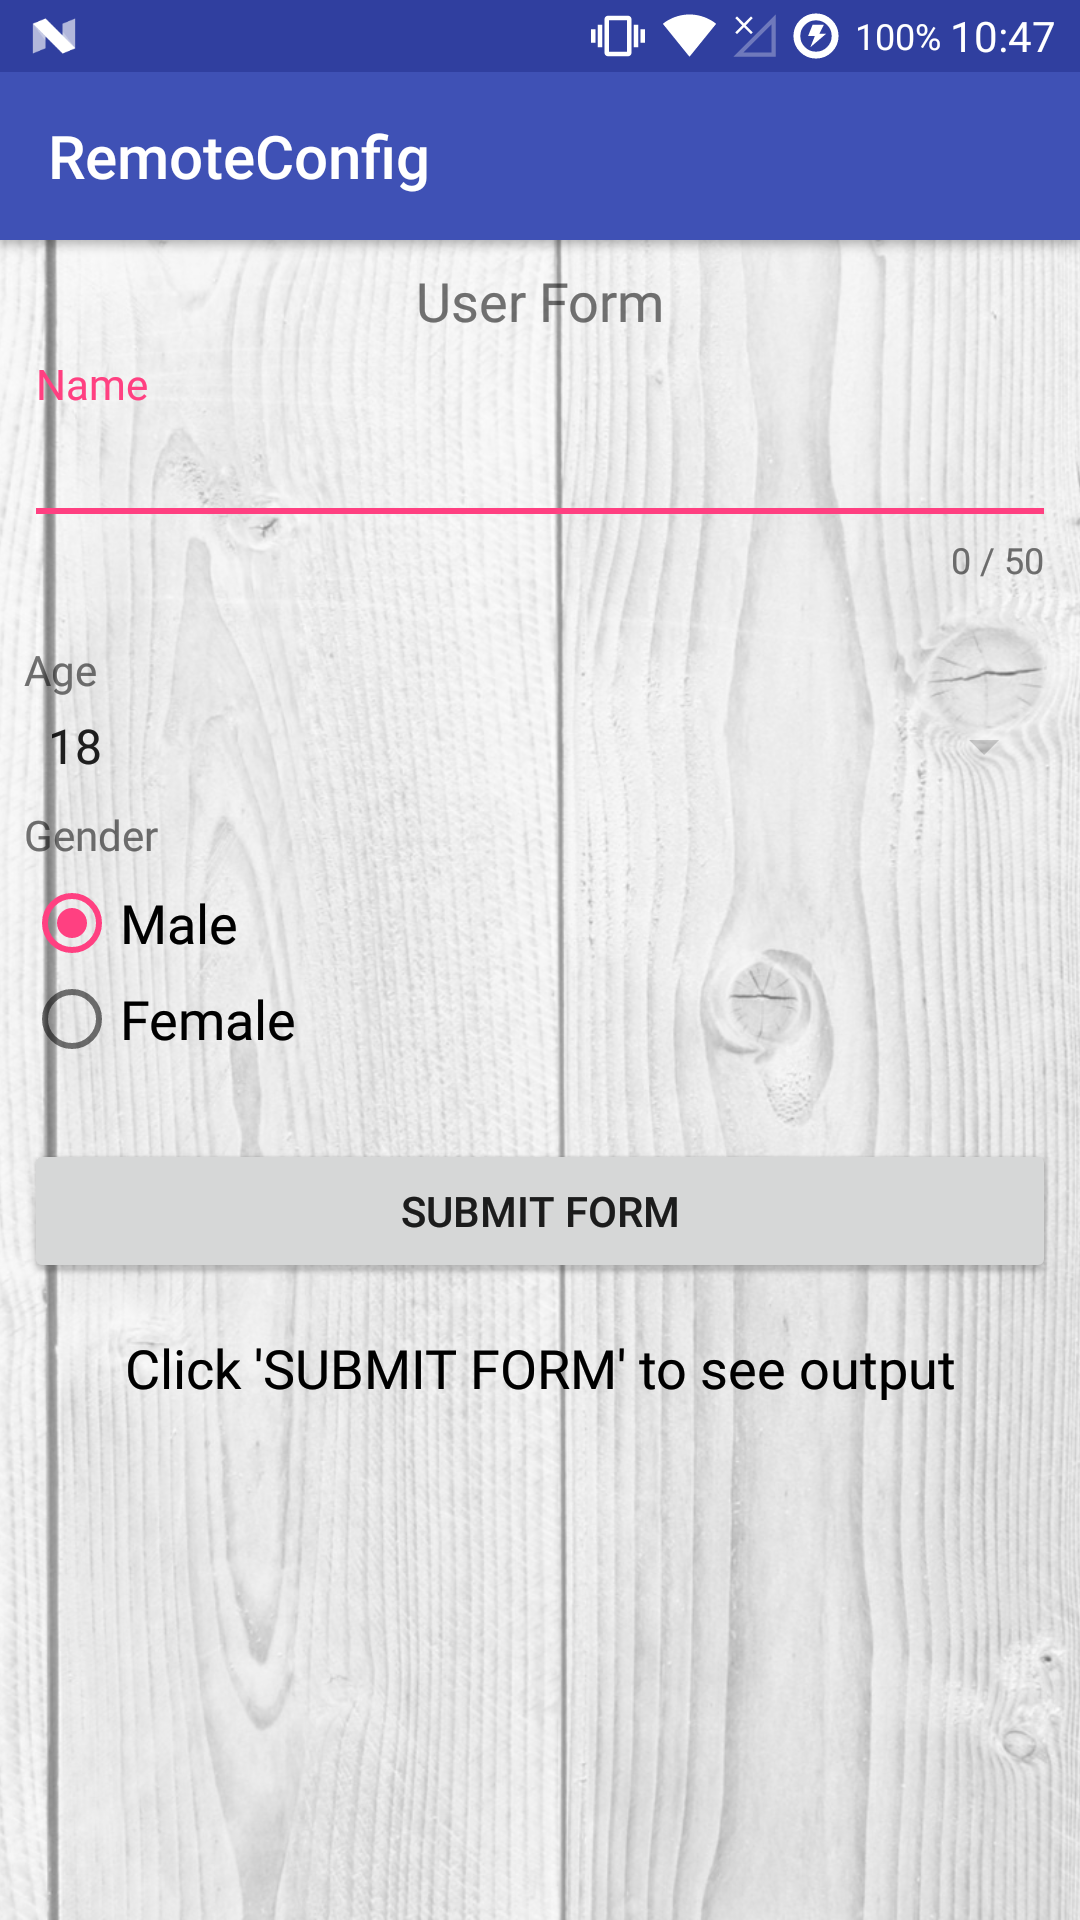 100% 10:47
RemoteConfig
User Form
Name
0 / 50
Age
18
Gender
Male
Female
SUBMIT FORM
Click 'SUBMIT FORM' to see output